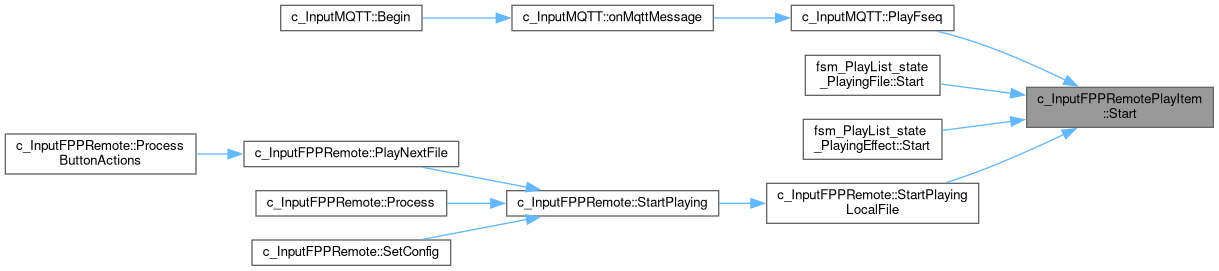 c_InputMQTT::Begin
c_InputMQTT::onMqttMessage
c_InputMQTT::PlayFseq
fsm_PlayList_state
_PlayingFile::Start
c_InputFPPRemotePlayItem
::Start
fsm_PlayList_state
_PlayingEffect::Start
c_InputFPPRemote::Process
ButtonActions
c_InputFPPRemote::PlayNextFile
c_InputFPPRemote::Process
c_InputFPPRemote::StartPlaying
c_InputFPPRemote::StartPlaying
LocalFile
c_InputFPPRemote::SetConfig